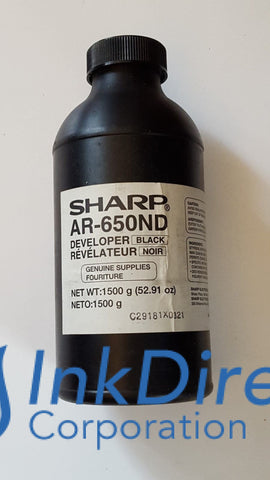 SHARP®
AR-650ND
DEVELOPER BLACK
RÉVÉLATEUR NOIR
GENUINE SUPPLIES
FOURITURE
NET WT:1500 g (52.91 oz)
NETO:1500 g
C29181X0121
InkDire
Corporation